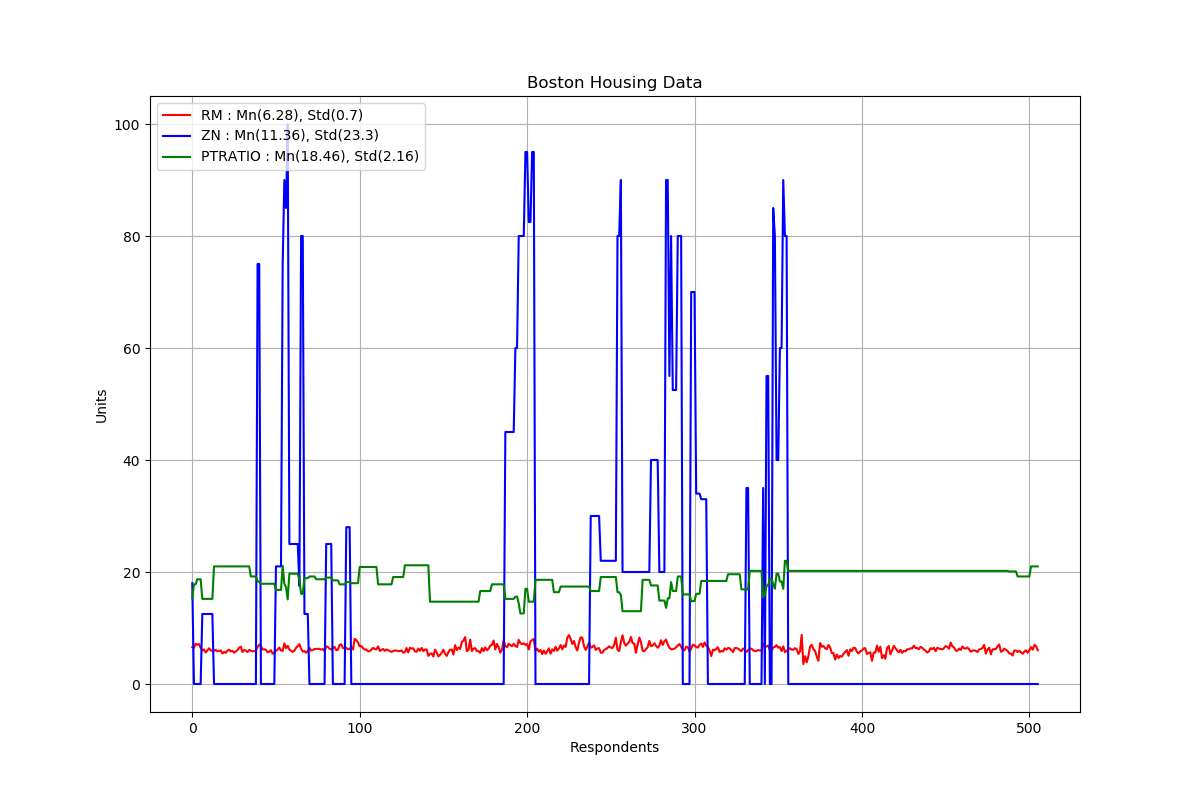 Boston Housing Data
RM : Mn(6.28), Std(0.7)
ZN : Mn(11.36), Std(23.3)
PTRATIO : Mn(18.46), Std(2.16)
100
80
60
40
20
0
Units
0 100 200 300 400 500
Respondents